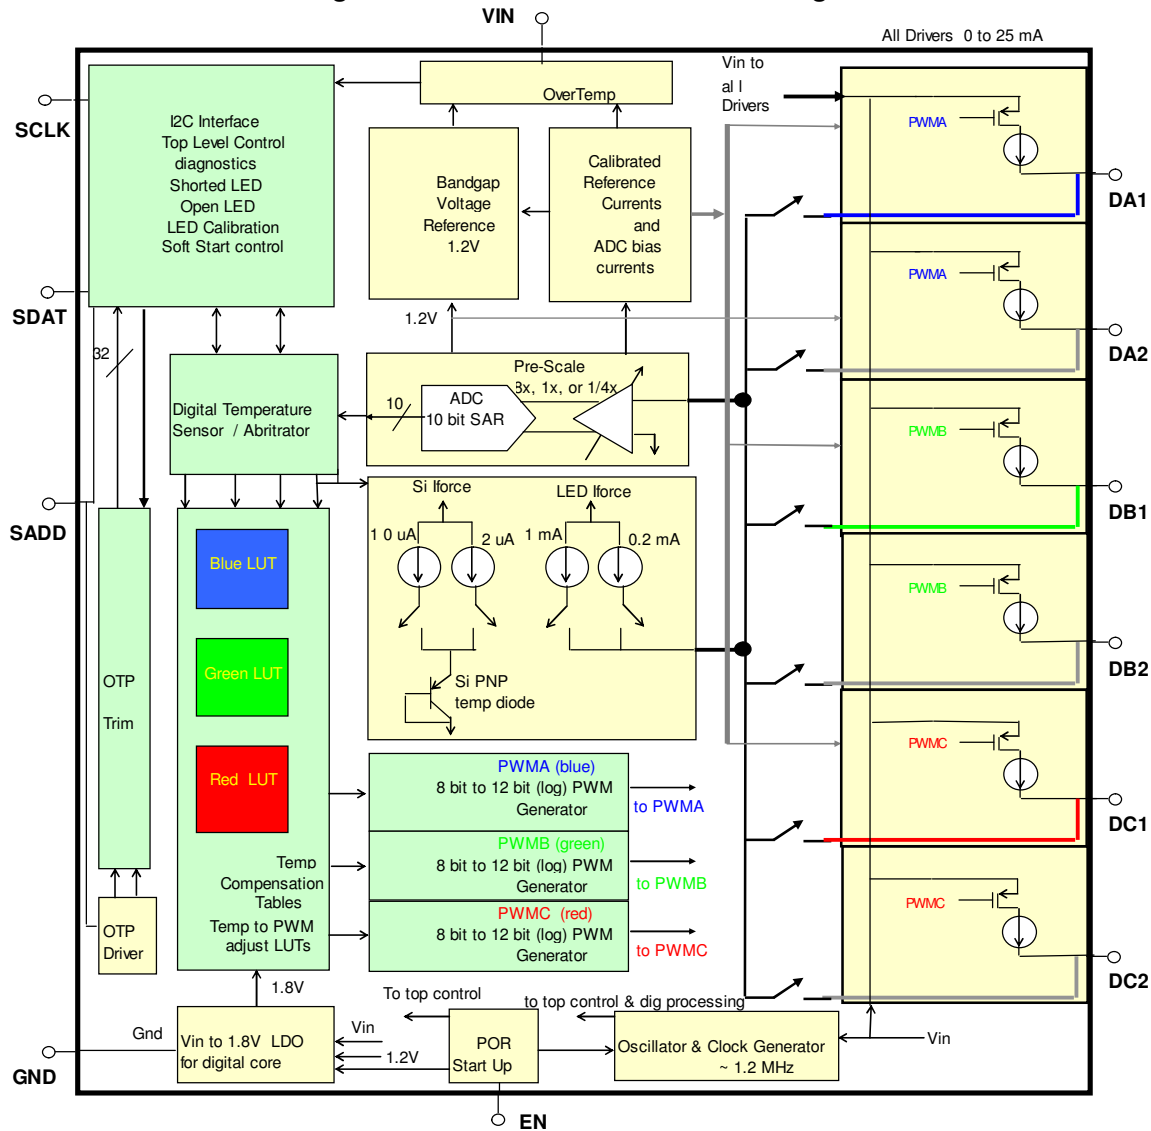 VIN
All Drivers 0 to 25 mA
SCLK
I2C Interface
Top Level Control
diagnostics
Shorted LED
Open LED
LED Calibration
Soft Start control
OverTemp
Vin to
al l
Drivers
Bandgap
Voltage
Reference
1.2V
Calibrated
Reference
Currents
and
ADC bias
currents
PWMA
DA1
SDAT
1.2V
PWMA
DA2
32
Digital Temperature
Sensor / Abritrator
10
Pre-Scale
8x, 1x, or 1/4x
ADC
10 bit SAR
PWMB
DB1
SADD
Si Iforce
LED Iforce
1 0 uA
2 uA
1 mA
0.2 mA
Si PNP
temp diode
PWMB
DB2
OTP
Trim
Blue LUT
Green LUT
Red LUT
Temp
Compensation
Tables
Temp to PWM
adjust LUTs
PWMA (blue)
8 bit to 12 bit (log) PWM
Generator
to PWMA
PWMB (green)
8 bit to 12 bit (log) PWM
Generator
to PWMB
PWMC (red)
8 bit to 12 bit (log) PWM
Generator
to PWMC
PWMC
DC1
PWMC
DC2
OTP
Driver
1.8V
To top control
to top control & dig processing
Gnd
GND
Vin to 1.8V LDO
for digital core
Vin
1.2V
POR
Start Up
Oscillator & Clock Generator
~ 1.2 MHz
Vin
EN